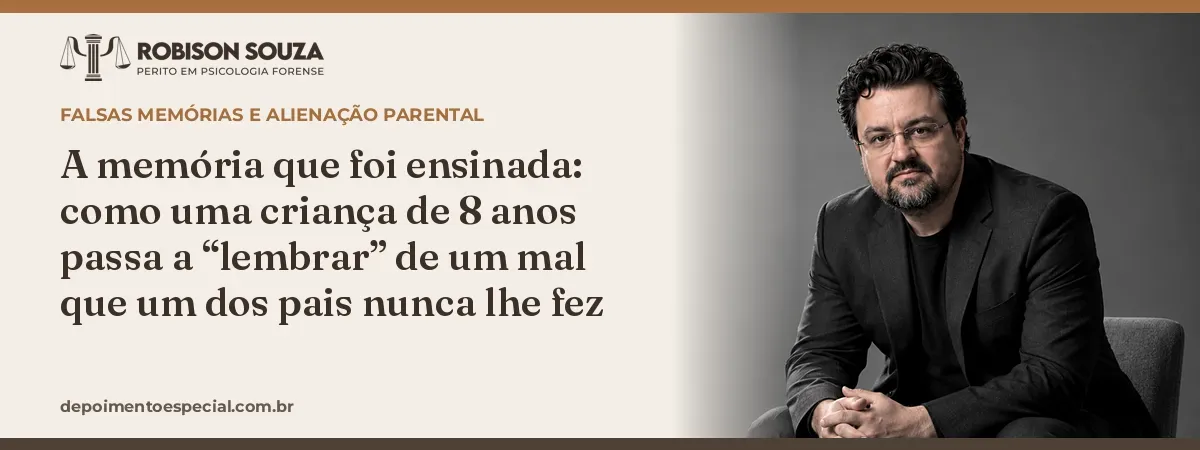 ROBISON SOUZA
PERITO EM PSICOLOGIA FORENSE
FALSAS MEMÓRIAS E ALIENAÇÃO PARENTAL
A memória que foi ensinada:
como uma criança de 8 anos
passa a “lembrar” de um mal
que um dos pais nunca lhe fez
depoimentoespecial.com.br